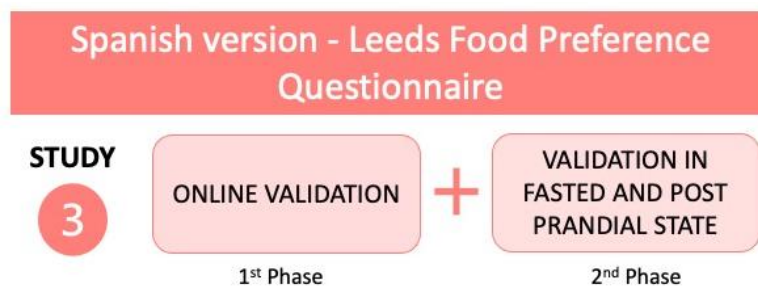 Spanish version - Leeds Food Preference
Questionnaire
STUDY
3
ONLINE VALIDATION
+
VALIDATION IN
FASTED AND POST
PRANDIAL STATE
1st Phase
2nd Phase